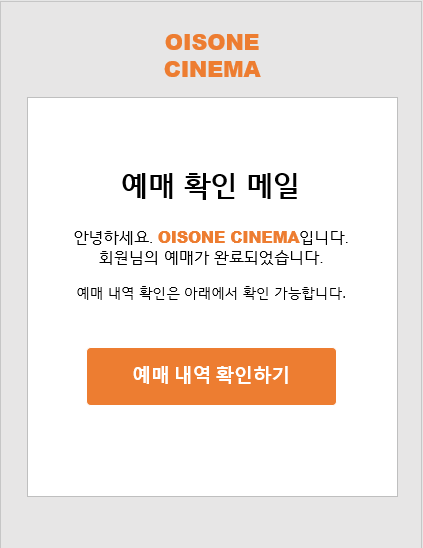 OISONE
CINEMA
예매 확인 메일
안녕하세요. OISONE CINEMA입니다.
회원님의 예매가 완료되었습니다.
예매 내역 확인은 아래에서 확인 가능합니다.
예매 내역 확인하기